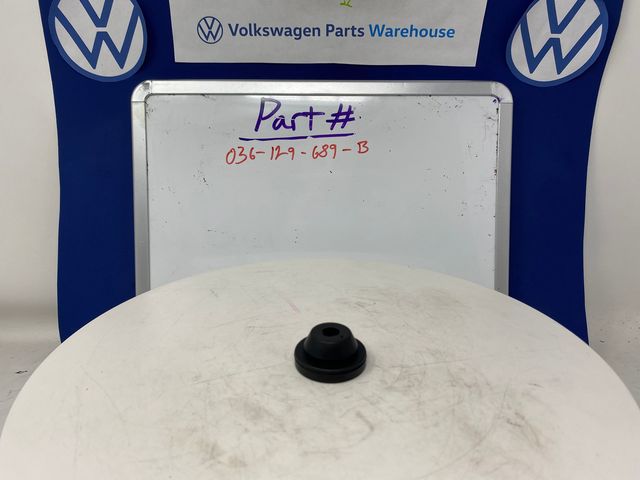 Volkswagen Parts Warehouse
Part #
036-129-689-B